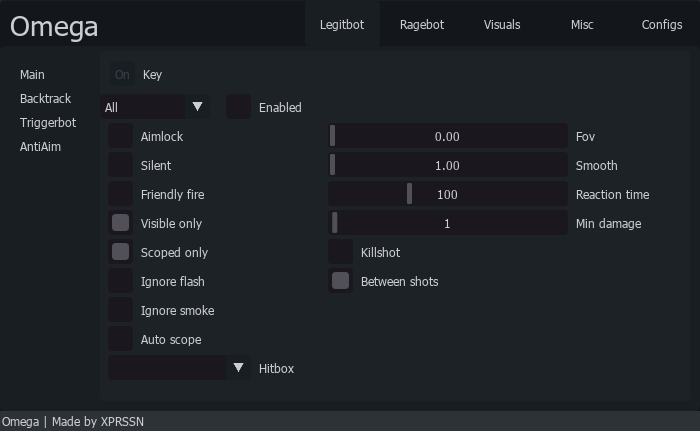 Omega
Legitbot Ragebot Visuals Misc Configs
Main
Backtrack
Triggerbot
AntiAim
On Key
All Enabled
Aimlock 0.00 Fov
Silent 1.00 Smooth
Friendly fire 100 Reaction time
Visible only 1 Min damage
Scoped only Killshot
Ignore flash Between shots
Ignore smoke
Auto scope
Hitbox
Omega | Made by XPRSSN